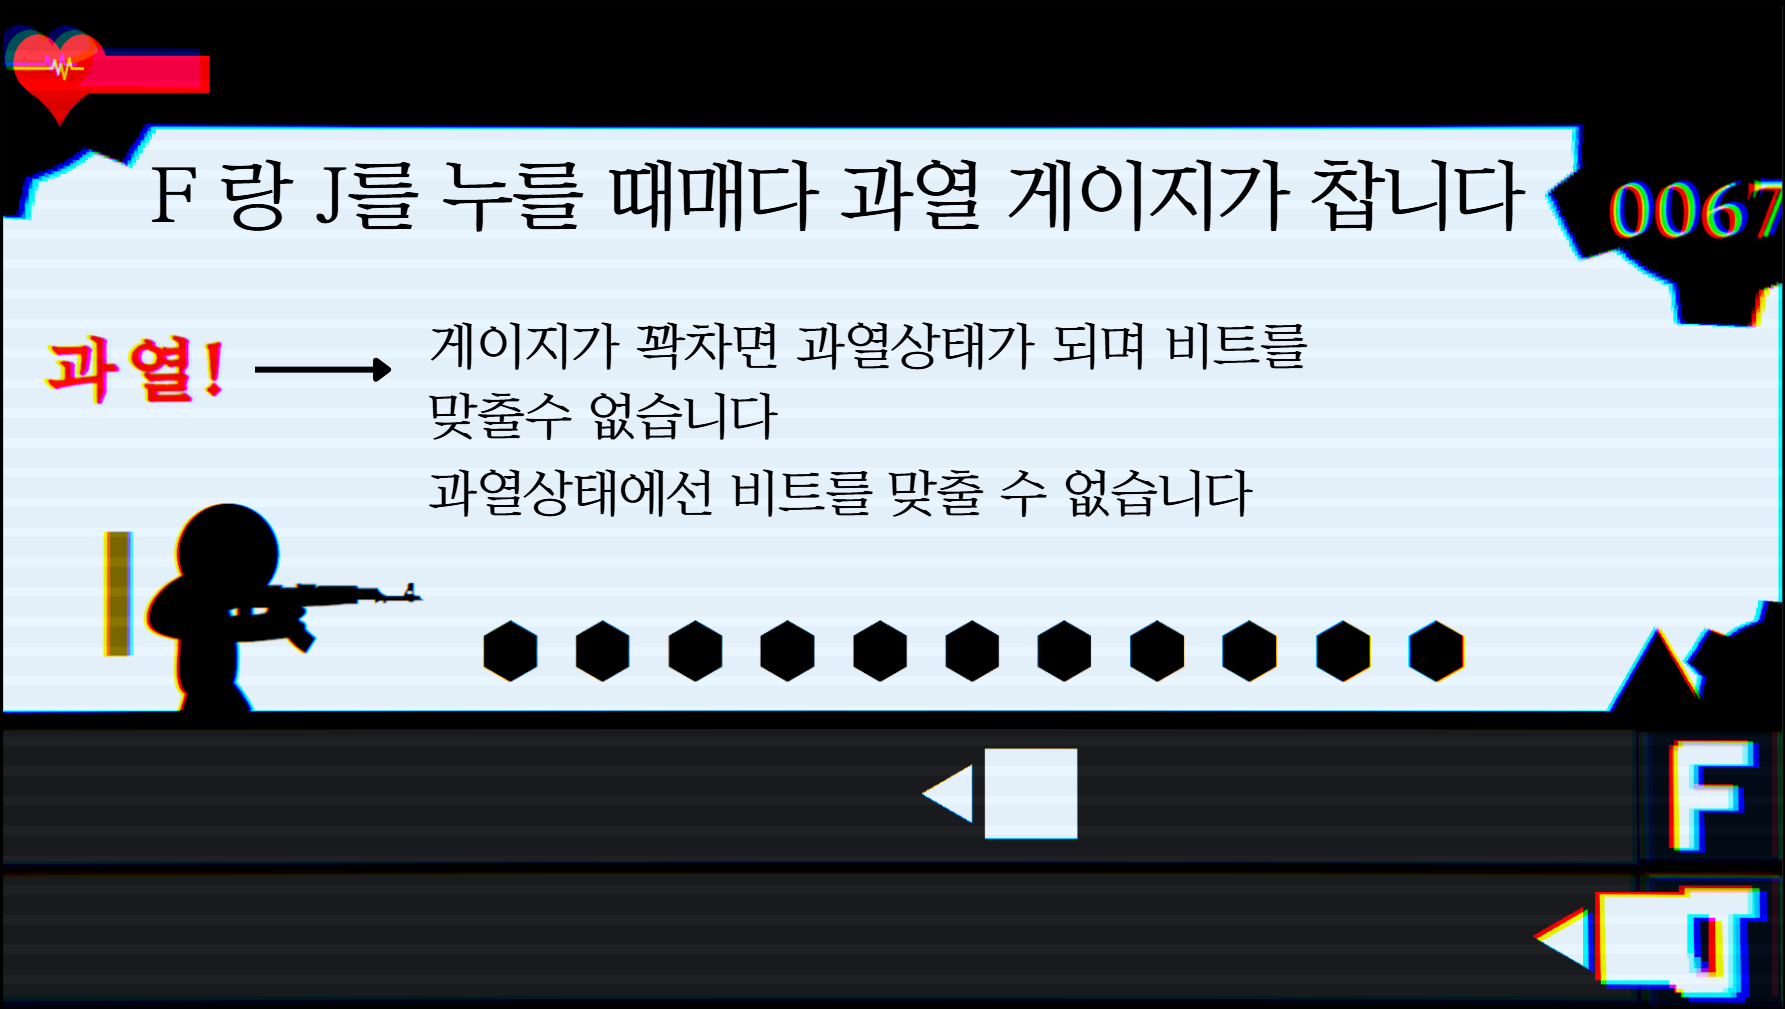 F 랑 J를 누를 때매다 과열 게이지가 찹니다
0067
과열!
게이지가 꽉차면 과열상태가 되며 비트를
맞출수 없습니다
과열상태에선 비트를 맞출 수 없습니다
F
J